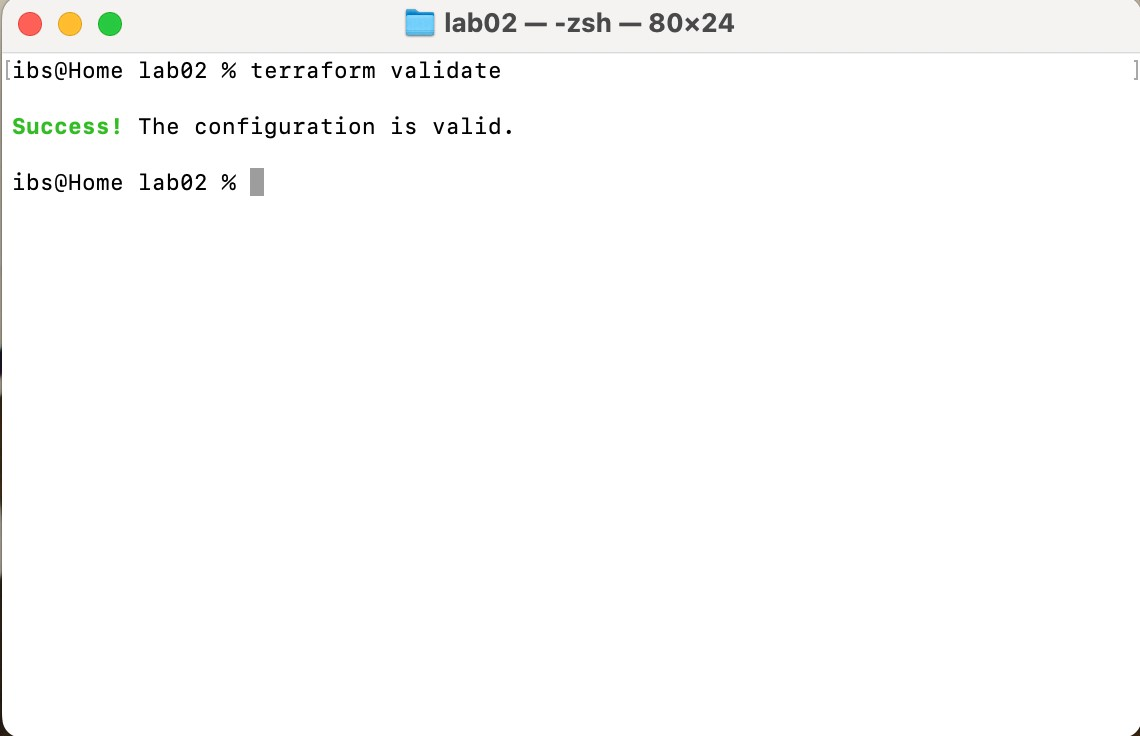 lab02 — -zsh — 80×24
[ibs@Home lab02 % terraform validate ]
Success! The configuration is valid.
ibs@Home lab02 %